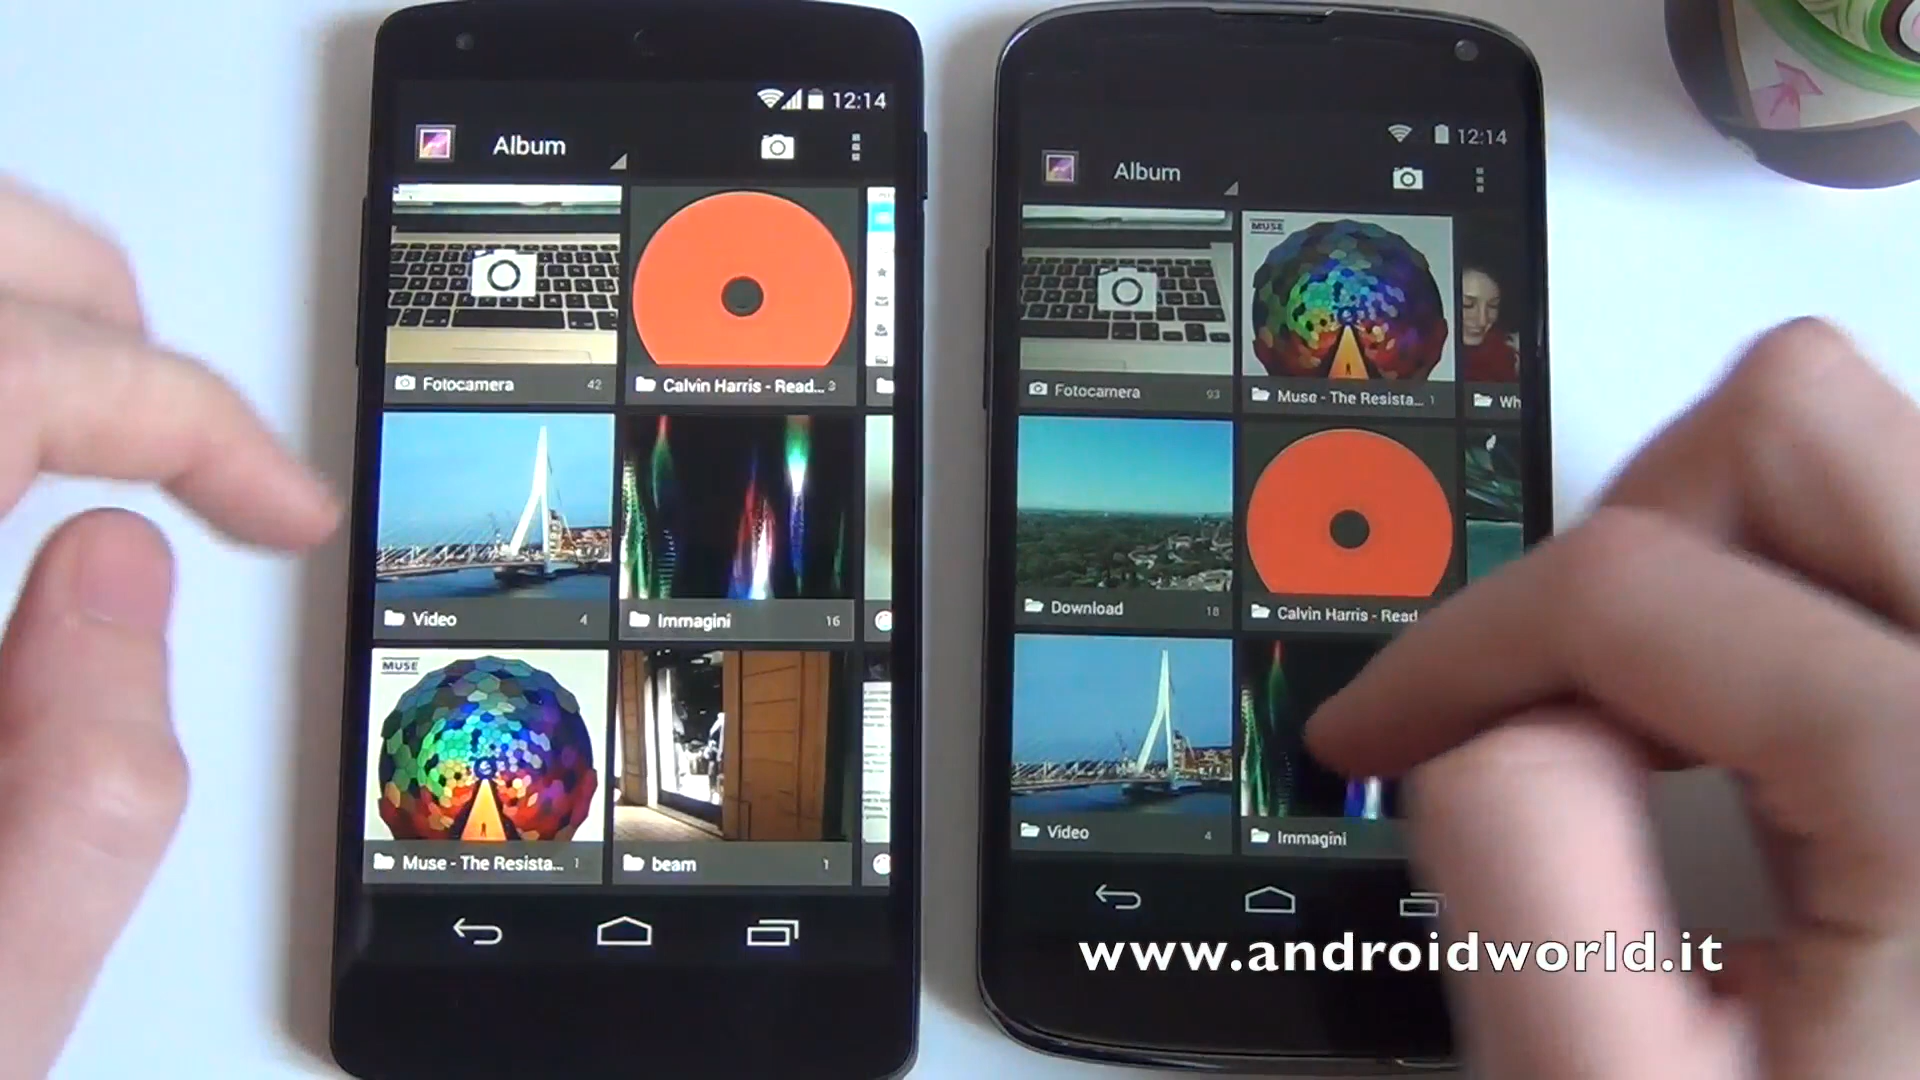 12:14
Album
Fotocamera 42
Calvin Harris - Read... 3
Video 4
Immagini 16
MUSE
Muse - The Resista... 1
beam 1
12:14
Album
MUSE
Fotocamera 93
Muse - The Resista... 1
Wh
Download 18
Calvin Harris - Read
Video 4
Immagini
www.androidworld.it